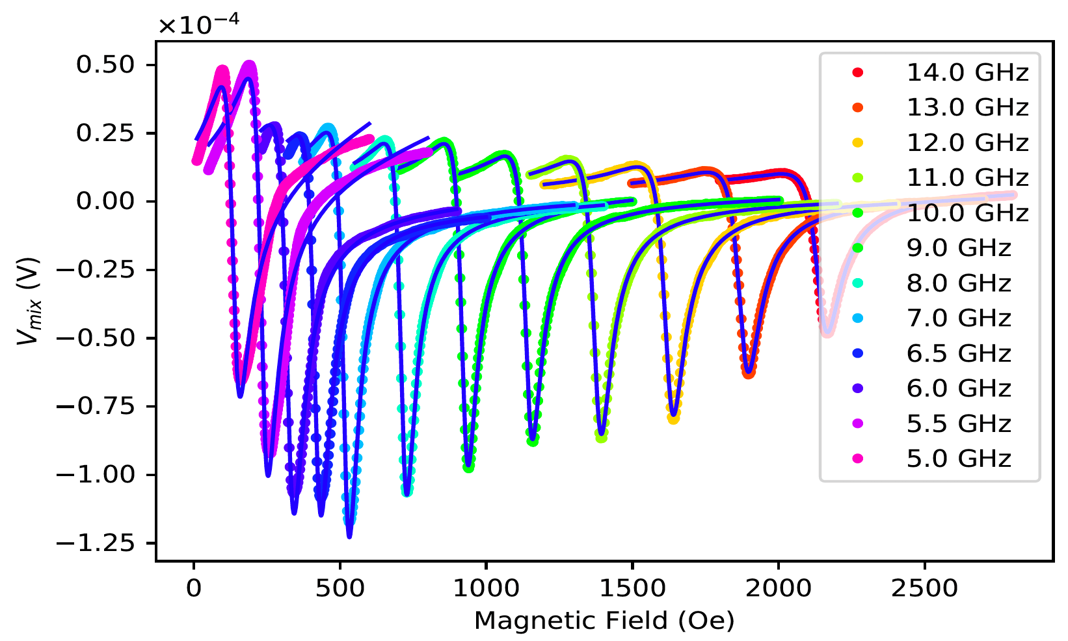 ×10⁻⁴
0.50
0.25
0.00
−0.25
−0.50
−0.75
−1.00
−1.25
V_mix (V)
14.0 GHz
13.0 GHz
12.0 GHz
11.0 GHz
10.0 GHz
9.0 GHz
8.0 GHz
7.0 GHz
6.5 GHz
6.0 GHz
5.5 GHz
5.0 GHz
0 500 1000 1500 2000 2500
Magnetic Field (Oe)